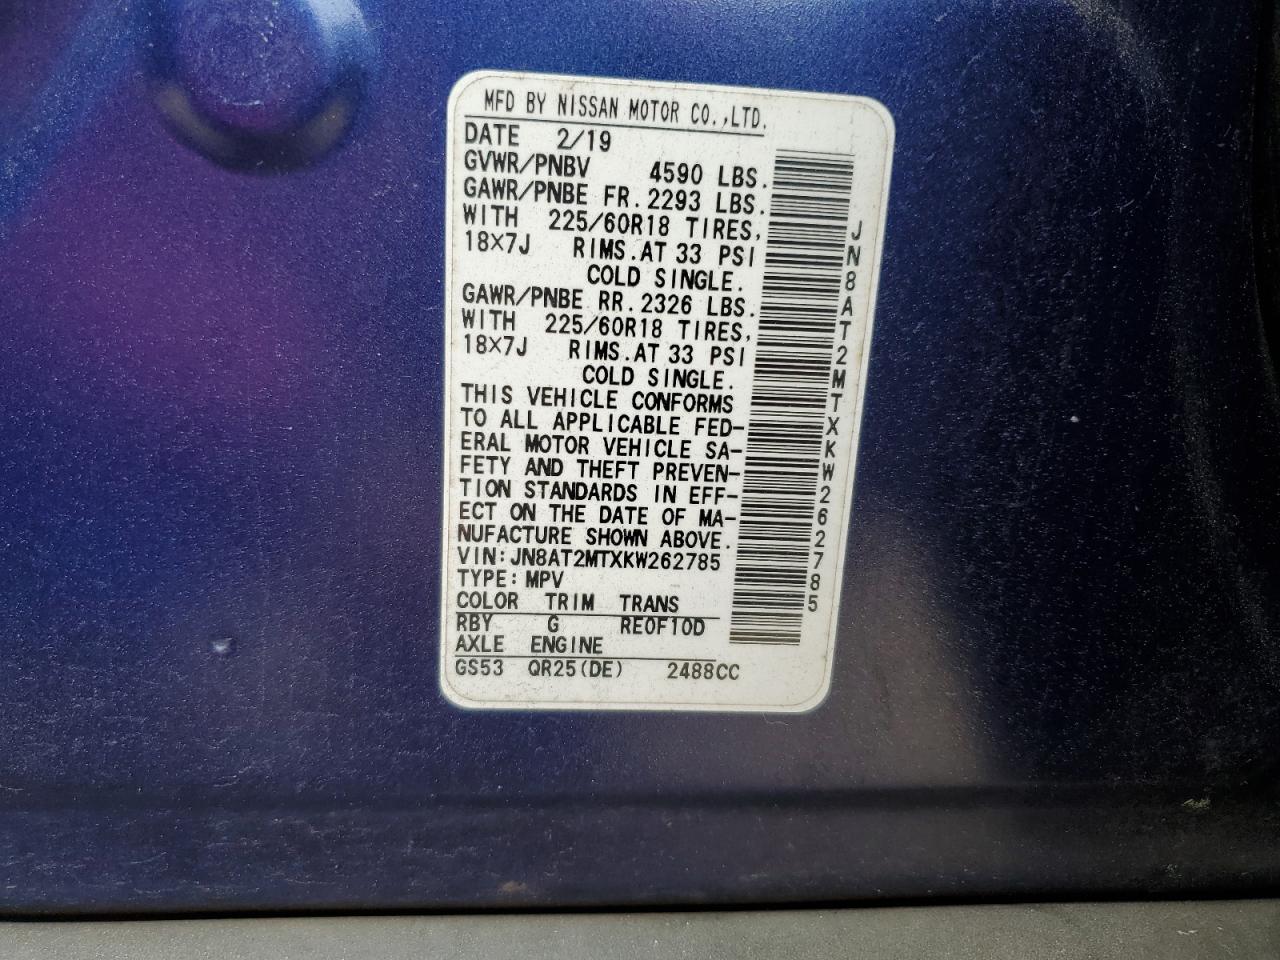 MFD BY NISSAN MOTOR CO.,LTD.
DATE 2/19
GVWR/PNBV 4590 LBS.
GAWR/PNBE FR. 2293 LBS.
WITH 225/60R18 TIRES,
18×7J RIMS.AT 33 PSI
COLD SINGLE.
GAWR/PNBE RR. 2326 LBS.
WITH 225/60R18 TIRES,
18×7J RIMS.AT 33 PSI
COLD SINGLE.
THIS VEHICLE CONFORMS
TO ALL APPLICABLE FED-
ERAL MOTOR VEHICLE SA-
FETY AND THEFT PREVEN-
TION STANDARDS IN EFF-
ECT ON THE DATE OF MA-
NUFACTURE SHOWN ABOVE.
VIN:JN8AT2MTXKW262785
TYPE:MPV
COLOR TRIM TRANS
RBY G RE0F10D
AXLE ENGINE
GS53 QR25(DE) 2488CC
JN8AT2MTXKW262785